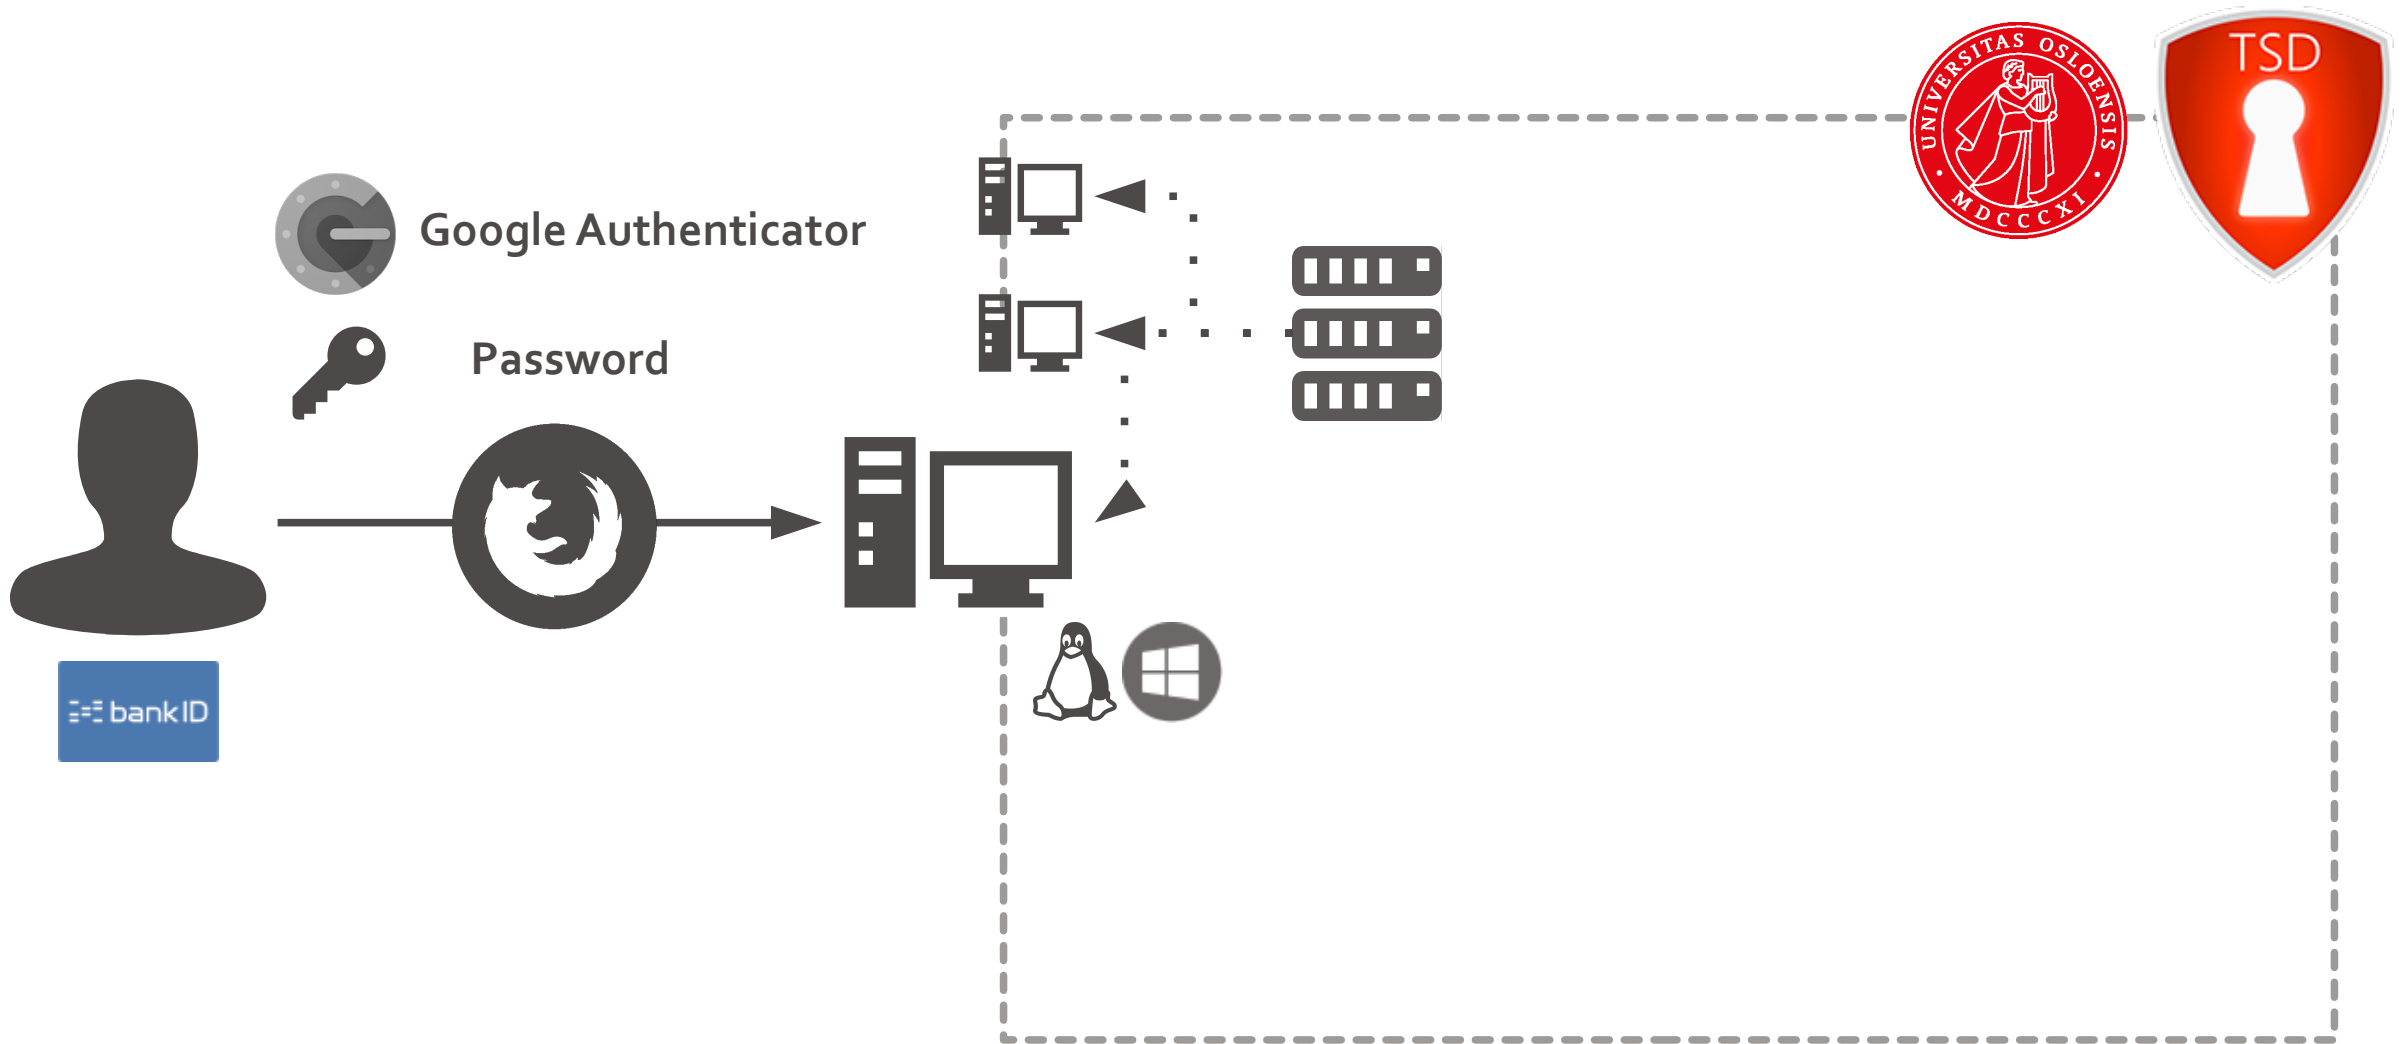 UNIVERSITAS OSLOENSIS
MDCCCXI
TSD
Google Authenticator
Password
bankID